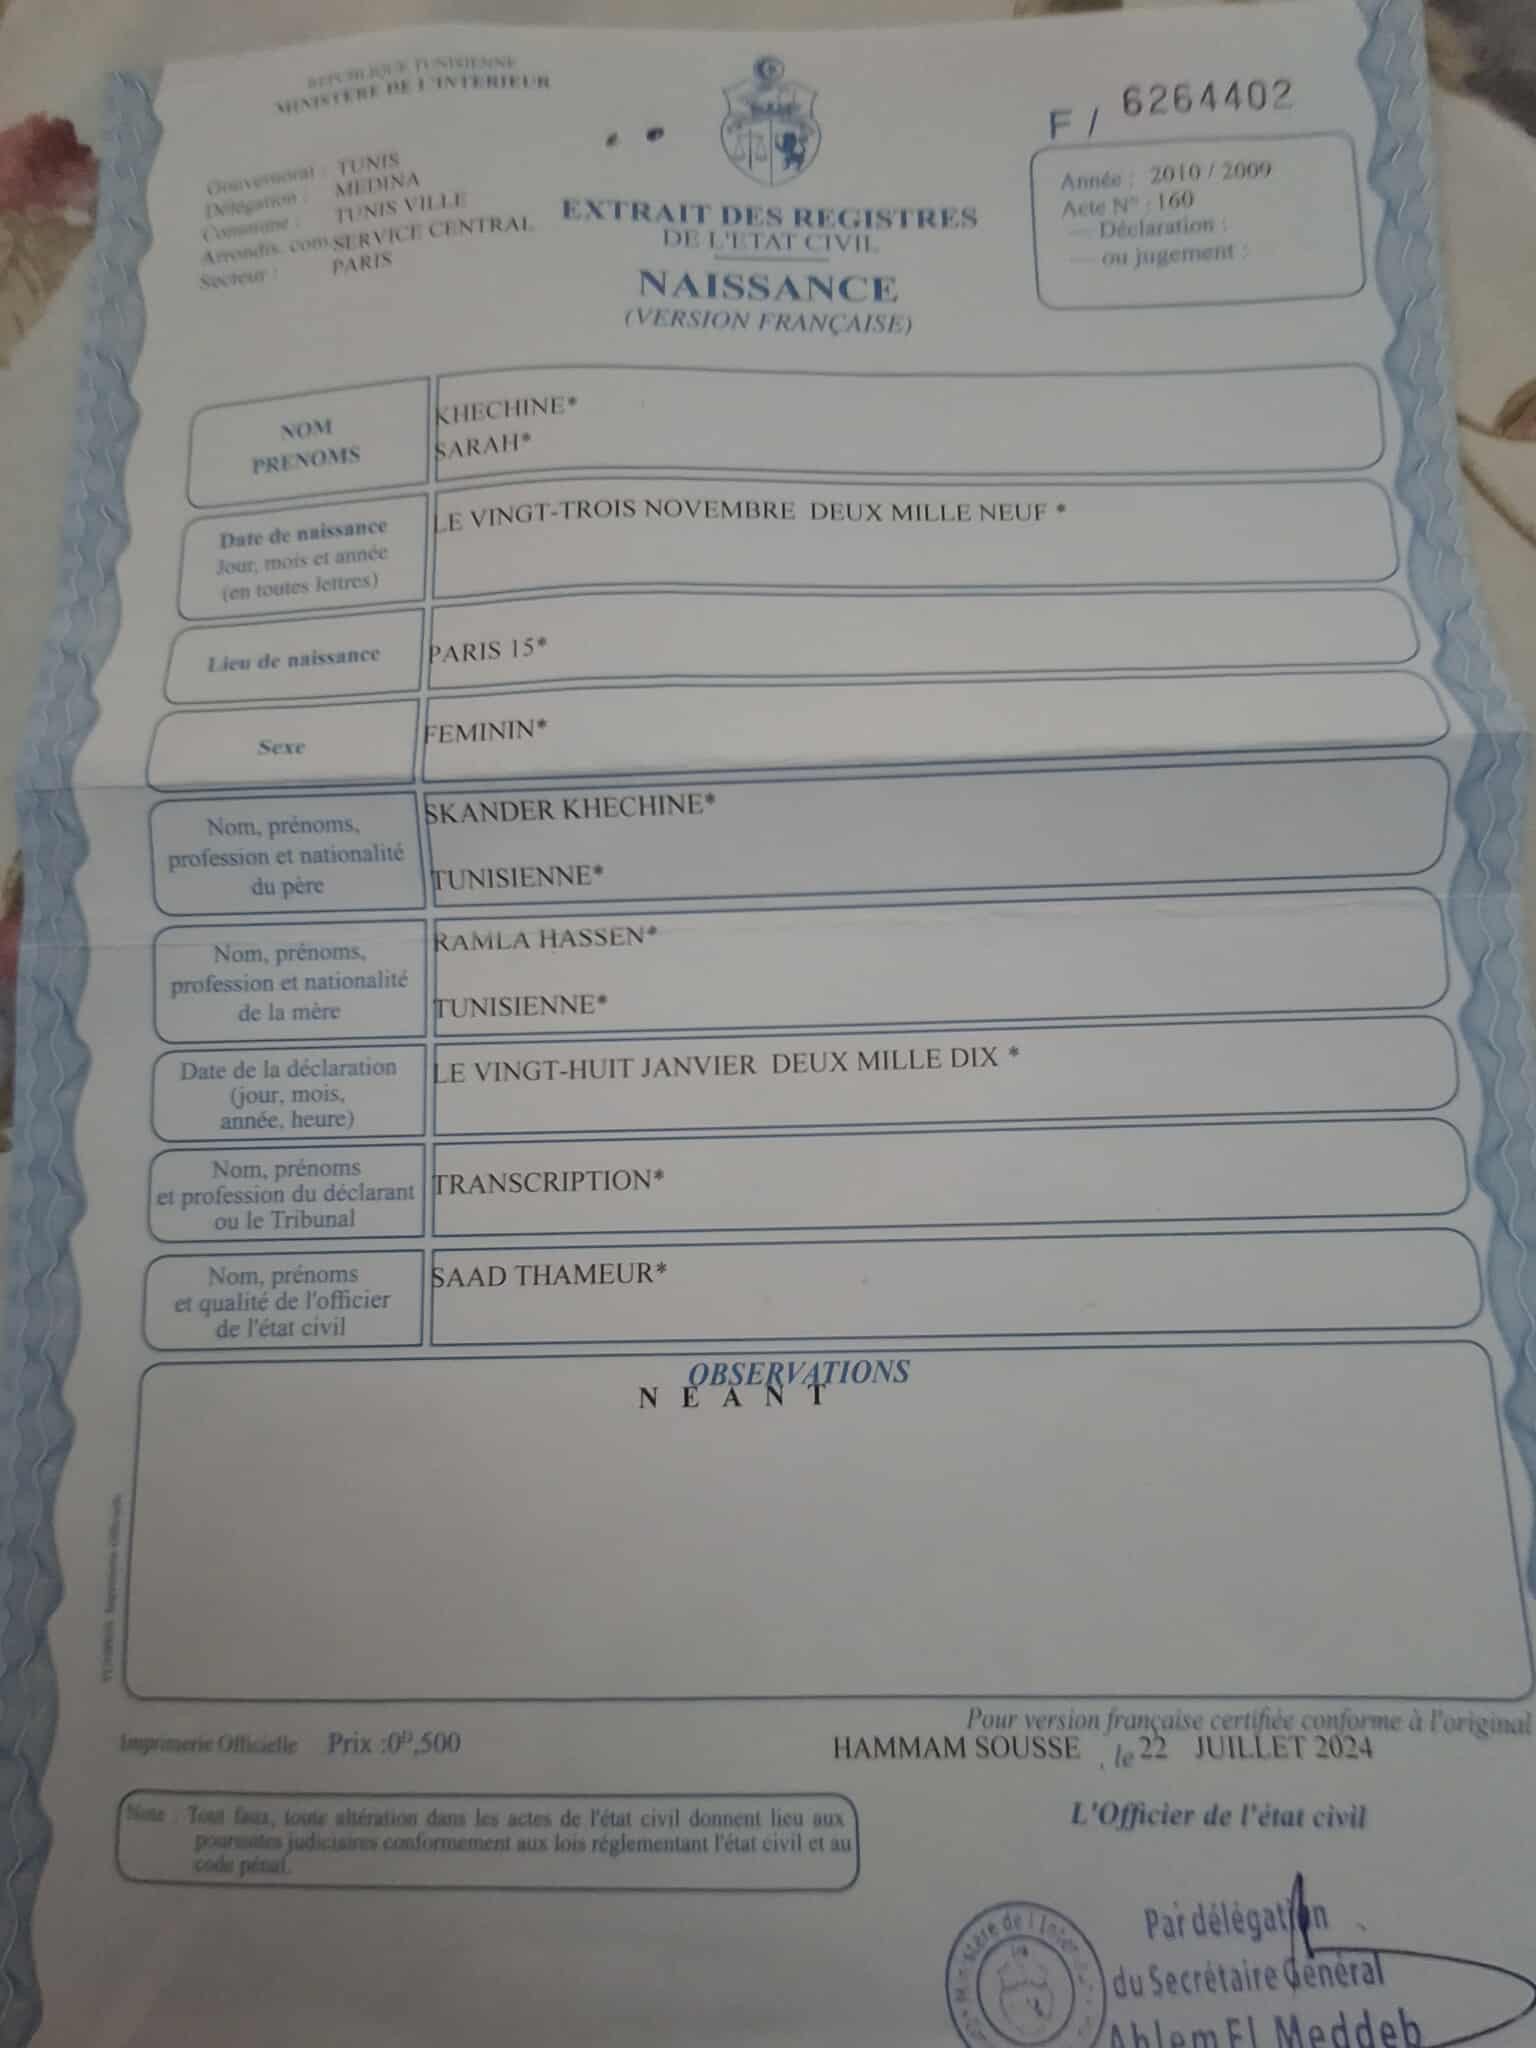 REPUBLIQUE TUNISIENNE
MINISTERE DE L'INTERIEUR
F / 6264402
Gouvernorat : TUNIS
Délégation : MEDINA
Commune : TUNIS VILLE
Arrondis. com SERVICE CENTRAL
Secteur : PARIS
EXTRAIT DES REGISTRES
DE L'ETAT CIVIL
NAISSANCE
(VERSION FRANÇAISE)
Année : 2010 / 2009
Acte N° : 160
— Déclaration :
— ou jugement :
NOM
PRENOMS
KHECHINE*
SARAH*
Date de naissance
Jour, mois et année
(en toutes lettres)
LE VINGT-TROIS NOVEMBRE DEUX MILLE NEUF *
Lieu de naissance
PARIS 15*
Sexe
FEMININ*
Nom, prénoms,
profession et nationalité
du père
SKANDER KHECHINE*
TUNISIENNE*
Nom, prénoms,
profession et nationalité
de la mère
RAMLA HASSEN*
TUNISIENNE*
Date de la déclaration
(jour, mois,
année, heure)
LE VINGT-HUIT JANVIER DEUX MILLE DIX *
Nom, prénoms
et profession du déclarant
ou le Tribunal
TRANSCRIPTION*
Nom, prénoms
et qualité de l'officier
de l'état civil
SAAD THAMEUR*
OBSERVATIONS
N E A N T
Imprimerie Officielle Prix :0ᴰ,500
Pour version française certifiée conforme à l'original
HAMMAM SOUSSE , le 22 JUILLET 2024
L'Officier de l'état civil
Note : Tout faux, toute altération dans les actes de l'état civil donnent lieu aux
poursuites judiciaires conformement aux lois réglementant l'état civil et au
code pénal.
Ministère de l'Interieur
Par délégation
du Secrétaire Général
Ahlem El Meddeb